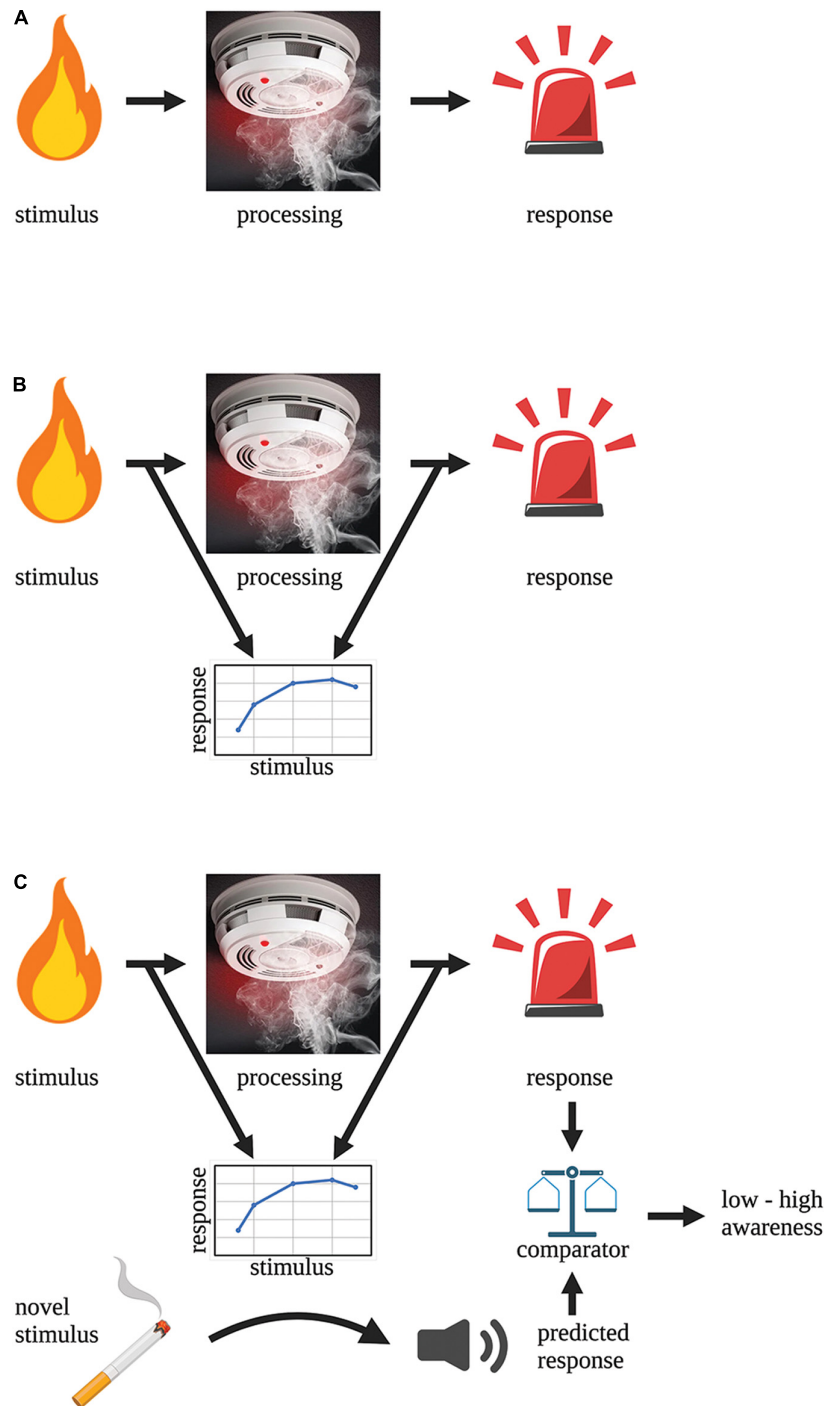 A
stimulus
processing
response
B
stimulus
processing
response
response
stimulus
C
stimulus
processing
response
response
stimulus
comparator
low - high
awareness
novel
stimulus
predicted
response